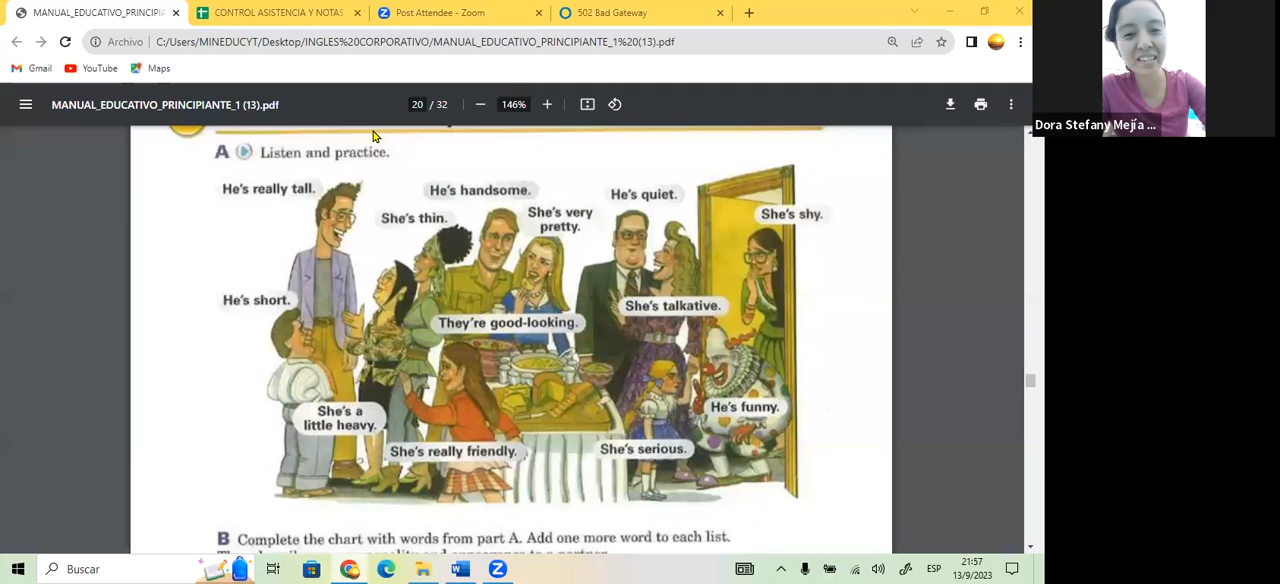 MANUAL_EDUCATIVO_PRINCIPIA
CONTROL ASISTENCIA Y NOTAS
Post Attendee - Zoom
502 Bad Gateway
Archivo
C:/Users/MINEDUCYT/Desktop/INGLES%20CORPORATIVO/MANUAL_EDUCATIVO_PRINCIPIANTE_1%20(13).pdf
Gmail
YouTube
Maps
MANUAL_EDUCATIVO_PRINCIPIANTE_1 (13).pdf
20 / 32
146%
Dora Stefany Mejía ...
A Listen and practice.
He's really tall.
He's handsome.
He's quiet.
She's thin.
She's very
pretty.
She's shy.
He's short.
She's talkative.
They're good-looking.
She's a
little heavy.
He's funny.
She's really friendly.
She's serious.
B Complete the chart with words from part A. Add one more word to each list.
Buscar
ESP
21:57
13/9/2023